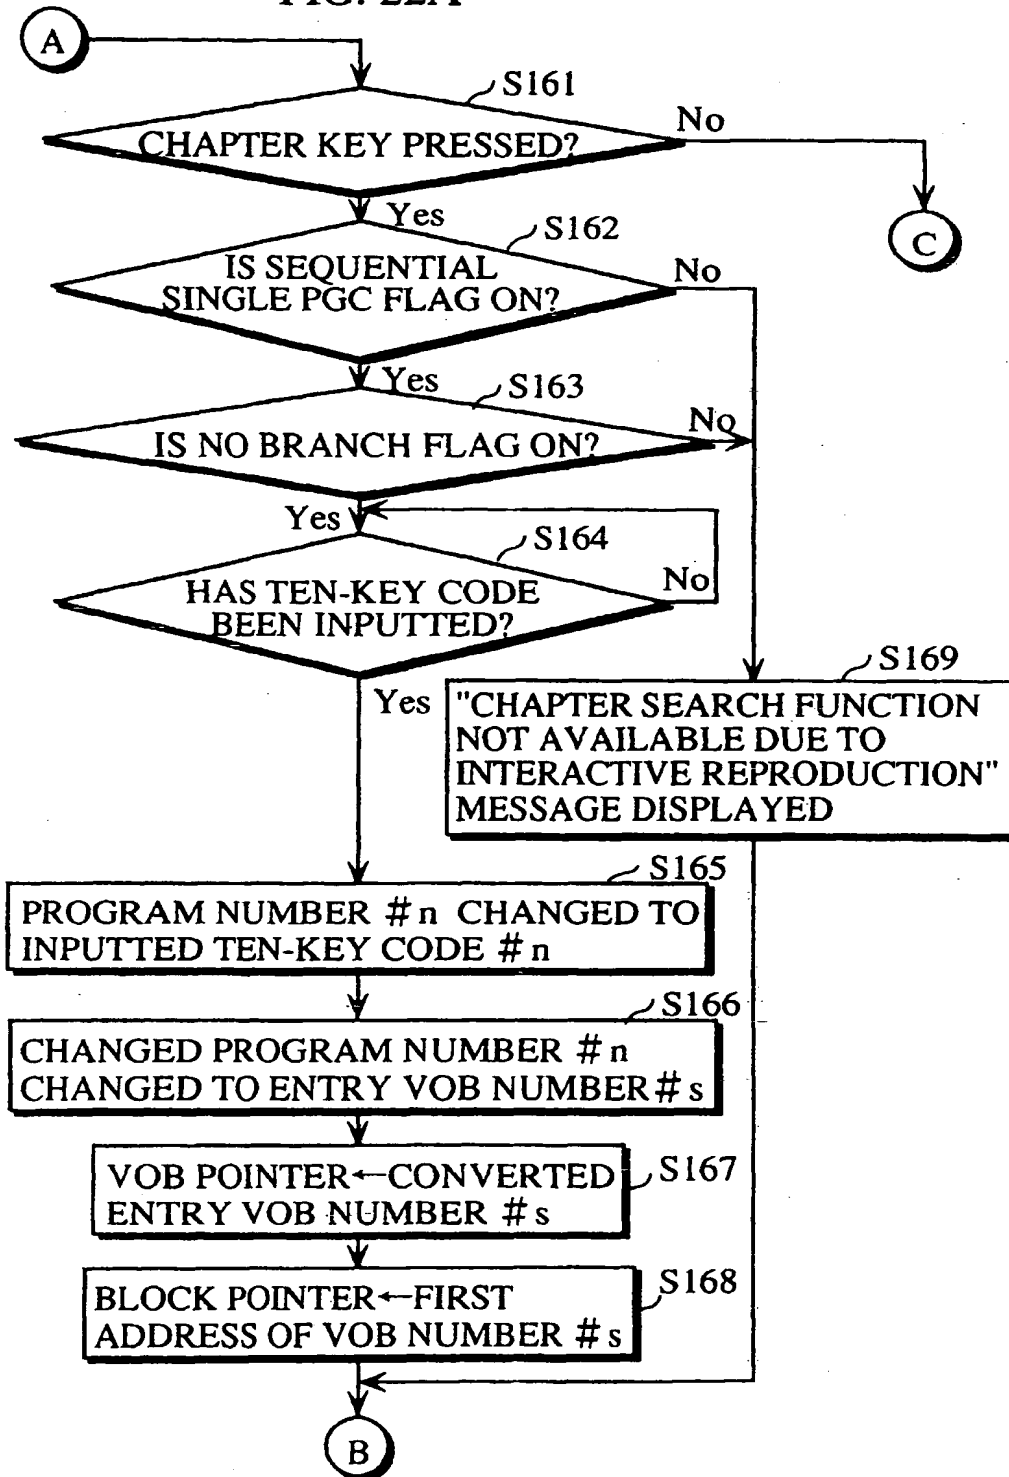 FIG. 22A
A
S161
CHAPTER KEY PRESSED?
No
C
Yes
S162
IS SEQUENTIAL
SINGLE PGC FLAG ON?
No
Yes
S163
IS NO BRANCH FLAG ON?
No
Yes
S164
HAS TEN-KEY CODE
BEEN INPUTTED?
No
Yes
S169
"CHAPTER SEARCH FUNCTION
NOT AVAILABLE DUE TO
INTERACTIVE REPRODUCTION"
MESSAGE DISPLAYED
S165
PROGRAM NUMBER #n CHANGED TO
INPUTTED TEN-KEY CODE #n
S166
CHANGED PROGRAM NUMBER #n
CHANGED TO ENTRY VOB NUMBER #s
S167
VOB POINTER←CONVERTED
ENTRY VOB NUMBER #s
S168
BLOCK POINTER←FIRST
ADDRESS OF VOB NUMBER #s
B